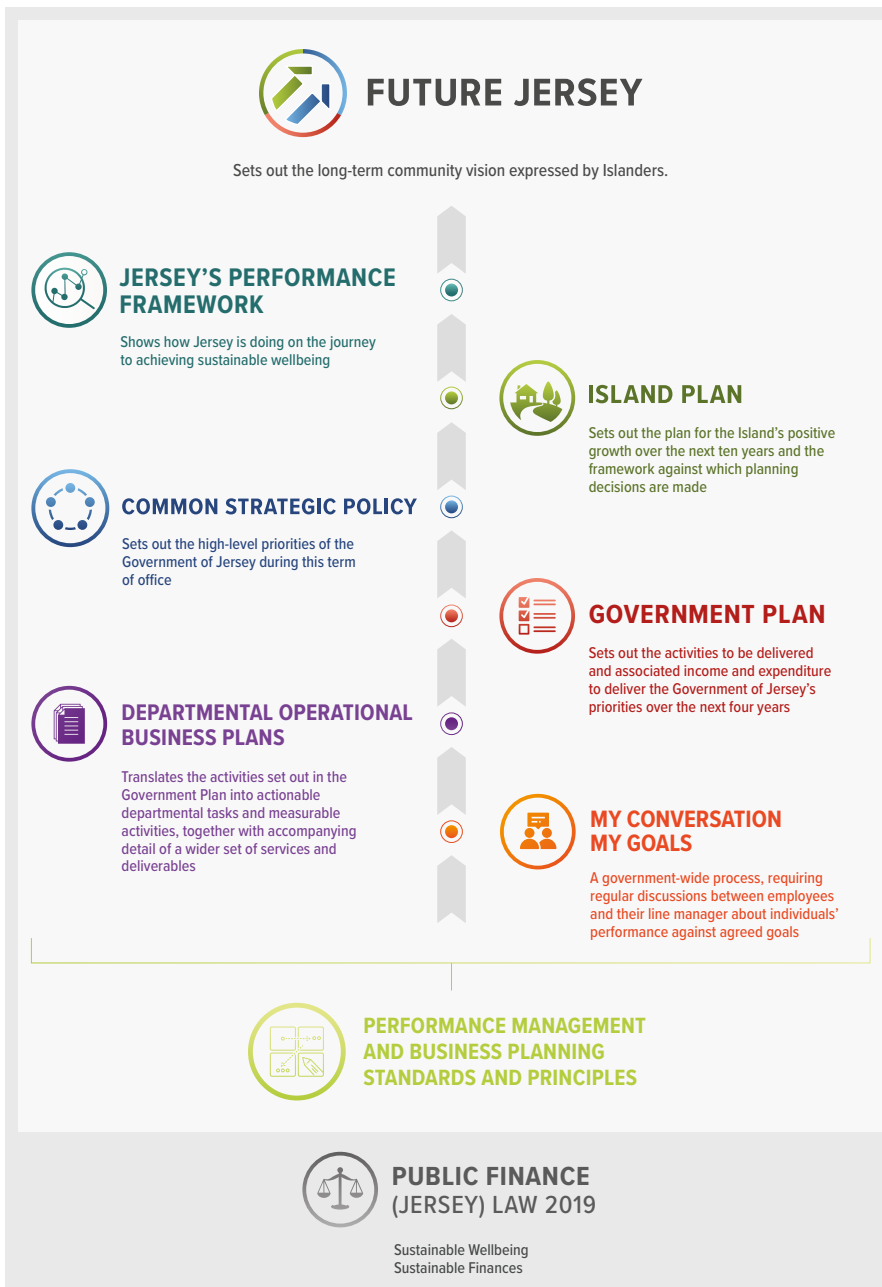 FUTURE JERSEY
Sets out the long-term community vision expressed by Islanders.
JERSEY’S PERFORMANCE
FRAMEWORK
Shows how Jersey is doing on the journey
to achieving sustainable wellbeing
ISLAND PLAN
Sets out the plan for the Island’s positive
growth over the next ten years and the
framework against which planning
decisions are made
COMMON STRATEGIC POLICY
Sets out the high-level priorities of the
Government of Jersey during this term
of office
GOVERNMENT PLAN
Sets out the activities to be delivered
and associated income and expenditure
to deliver the Government of Jersey’s
priorities over the next four years
DEPARTMENTAL OPERATIONAL
BUSINESS PLANS
Translates the activities set out in the
Government Plan into actionable
departmental tasks and measurable
activities, together with accompanying
detail of a wider set of services and
deliverables
MY CONVERSATION
MY GOALS
A government-wide process, requiring
regular discussions between employees
and their line manager about individuals’
performance against agreed goals
PERFORMANCE MANAGEMENT
AND BUSINESS PLANNING
STANDARDS AND PRINCIPLES
PUBLIC FINANCE
(JERSEY) LAW 2019
Sustainable Wellbeing
Sustainable Finances